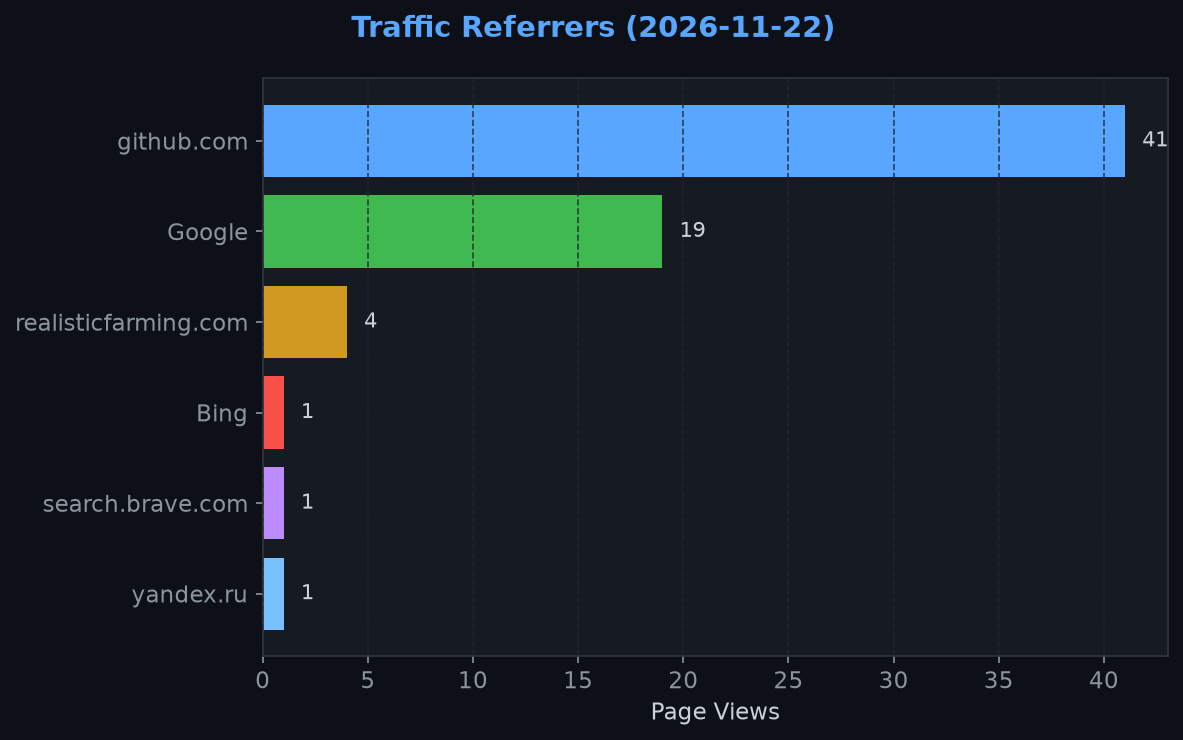 Traffic Referrers (2026-11-22)
github.com
41
Google
19
realisticfarming.com
4
Bing
1
search.brave.com
1
yandex.ru
1
0 5 10 15 20 25 30 35 40
Page Views